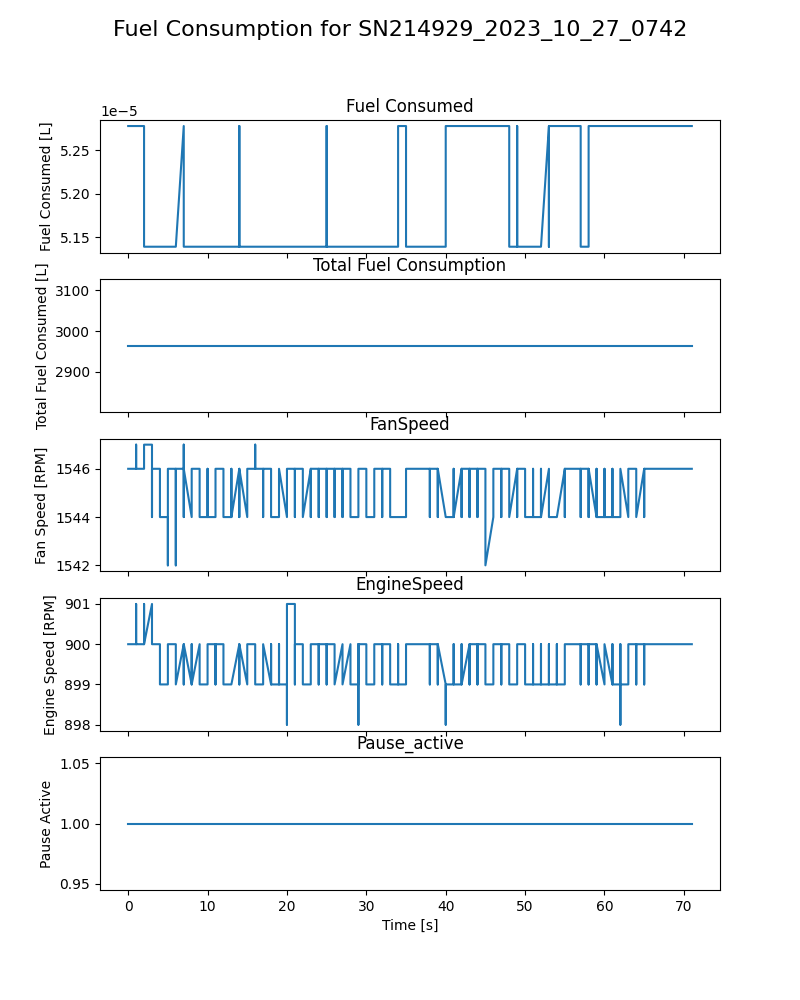 Fuel Consumption for SN214929_2023_10_27_0742
Fuel Consumed
1e−5
Fuel Consumed [L]
5.25
5.20
5.15
Total Fuel Consumption
Total Fuel Consumed [L]
3100
3000
2900
FanSpeed
Fan Speed [RPM]
1546
1544
1542
EngineSpeed
Engine Speed [RPM]
901
900
899
898
Pause_active
Pause Active
1.05
1.00
0.95
0 10 20 30 40 50 60 70
Time [s]